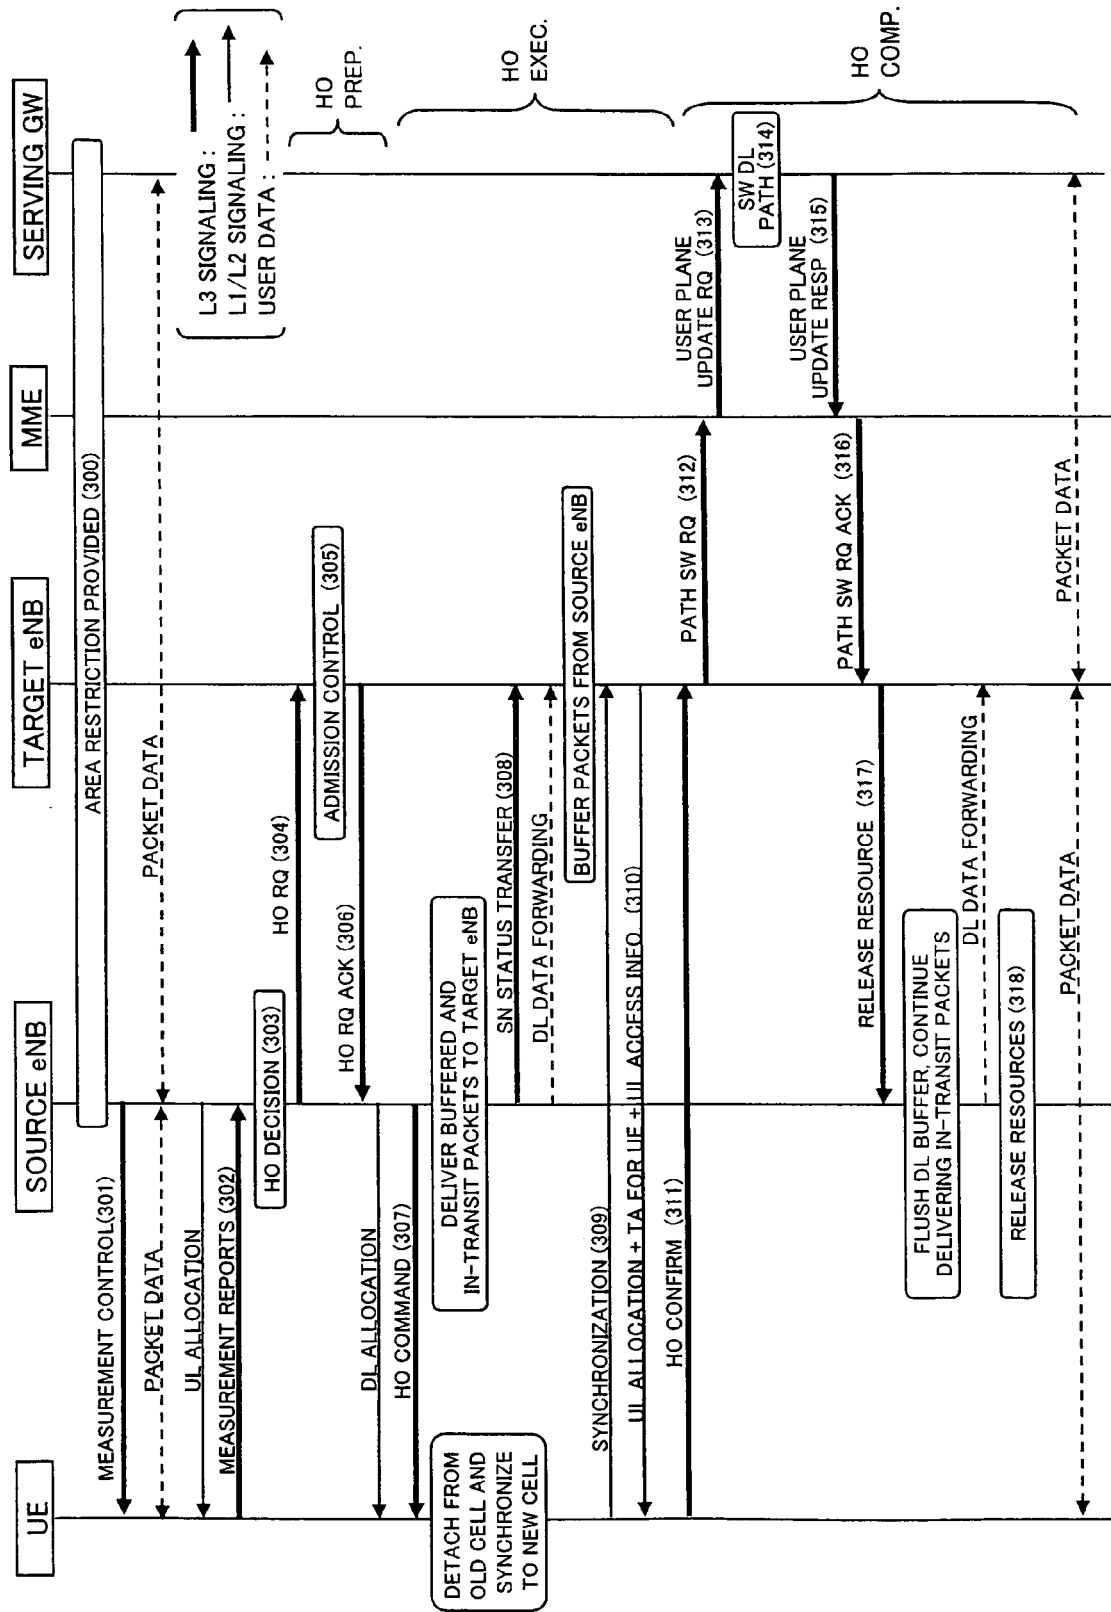 UE
SOURCE eNB
TARGET eNB
MME
SERVING GW
AREA RESTRICTION PROVIDED (300)
MEASUREMENT CONTROL(301)
PACKET DATA
PACKET DATA
L3 SIGNALING :
L1/L2 SIGNALING :
USER DATA :
UL ALLOCATION
MEASUREMENT REPORTS (302)
HO DECISION (303)
HO RQ (304)
HO
PREP.
ADMISSION CONTROL (305)
HO RQ ACK (306)
DL ALLOCATION
HO COMMAND (307)
DETACH FROM
OLD CELL AND
SYNCHRONIZE
TO NEW CELL
DELIVER BUFFERED AND
IN-TRANSIT PACKETS TO TARGET eNB
SN STATUS TRANSFER (308)
HO
EXEC.
DL DATA FORWARDING
BUFFER PACKETS FROM SOURCE eNB
SYNCHRONIZATION (309)
UL ALLOCATION + TA FOR UE + UL ACCESS INFO. (310)
HO CONFIRM (311)
PATH SW RQ (312)
USER PLANE
UPDATE RQ (313)
SW DL
PATH (314)
USER PLANE
UPDATE RESP (315)
HO
COMP.
PATH SW RQ ACK (316)
RELEASE RESOURCE (317)
FLUSH DL BUFFER, CONTINUE
DELIVERING IN-TRANSIT PACKETS
DL DATA FORWARDING
RELEASE RESOURCES (318)
PACKET DATA
PACKET DATA